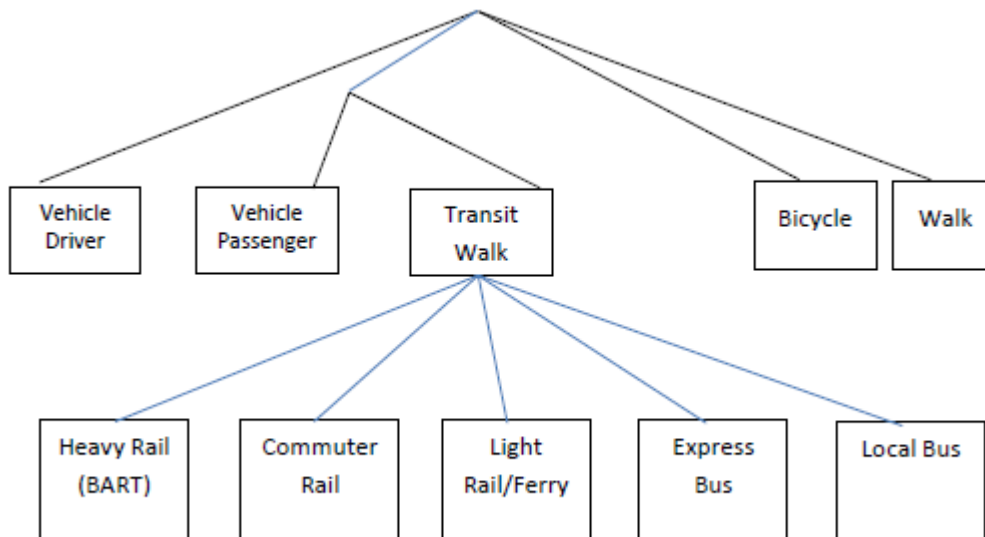 Vehicle
Driver
Vehicle
Passenger
Transit
Walk
Bicycle
Walk
Heavy Rail
(BART)
Commuter
Rail
Light
Rail/Ferry
Express
Bus
Local Bus